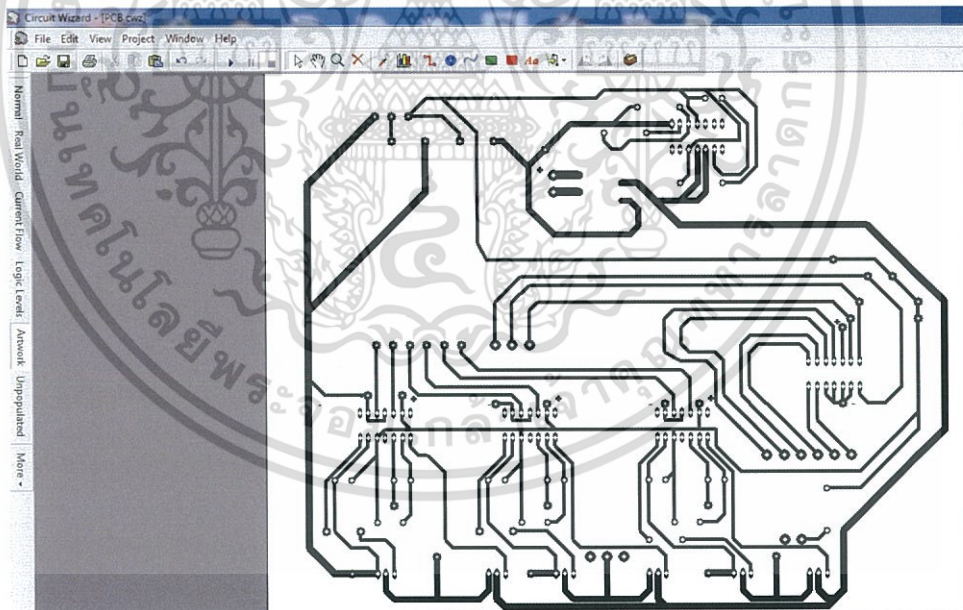 Circuit Wizard - [PCB.cwz]
File Edit View Project Window Help
Normal
Real World
Current Flow
Logic Levels
Artwork
Unpopulated
More